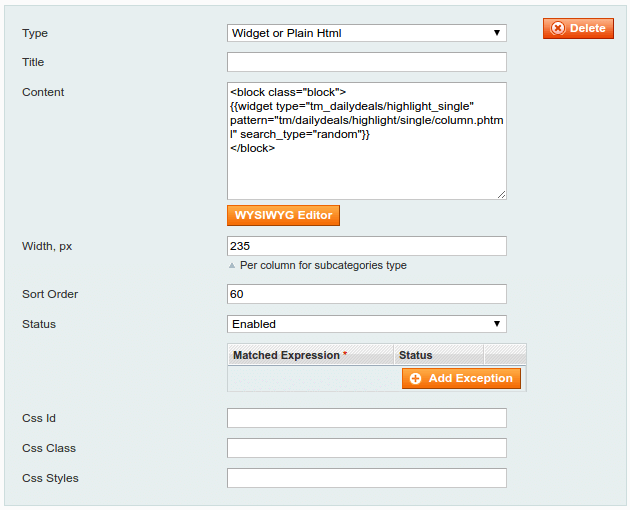 Type
Widget or Plain Html
Delete
Title
Content
<block class="block">
{{widget type="tm_dailydeals/highlight_single"
pattern="tm/dailydeals/highlight/single/column.phtm
l" search_type="random"}}
</block>
WYSIWYG Editor
Width, px
235
Per column for subcategories type
Sort Order
60
Status
Enabled
Matched Expression *
Status
Add Exception
Css Id
Css Class
Css Styles